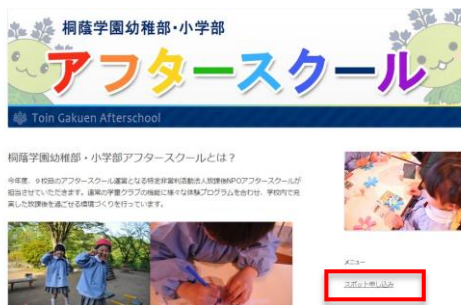 桐蔭学園幼稚部・小学部
アフタースクール
Toin Gakuen Afterschool
桐蔭学園幼稚部・小学部アフタースクールとは？
今年度、９校目のアフタースクール運営となる特定非営利活動法人放課後NPOアフタースクールが
担当させていただきます。通常の学童クラブの機能に様々な体験プログラムを合わせ、学校内で充
実した放課後を過ごせる環境づくりを行っています。
メニュー
スポット申し込み